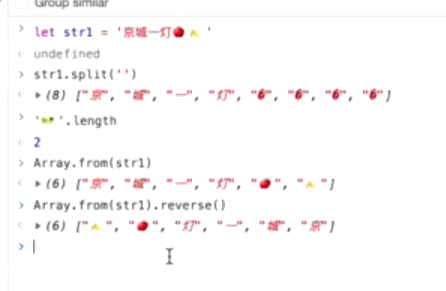 Group similar
> let str1 = '京城一灯🍎🍌'
< undefined
> str1.split('')
< ▸(8) ["京", "城", "一", "灯", "�", "�", "�", "�"]
> '🍌'.length
< 2
> Array.from(str1)
< ▸(6) ["京", "城", "一", "灯", "🍎", "🍌"]
> Array.from(str1).reverse()
< ▸(6) ["🍌", "🍎", "灯", "一", "城", "京"]
>